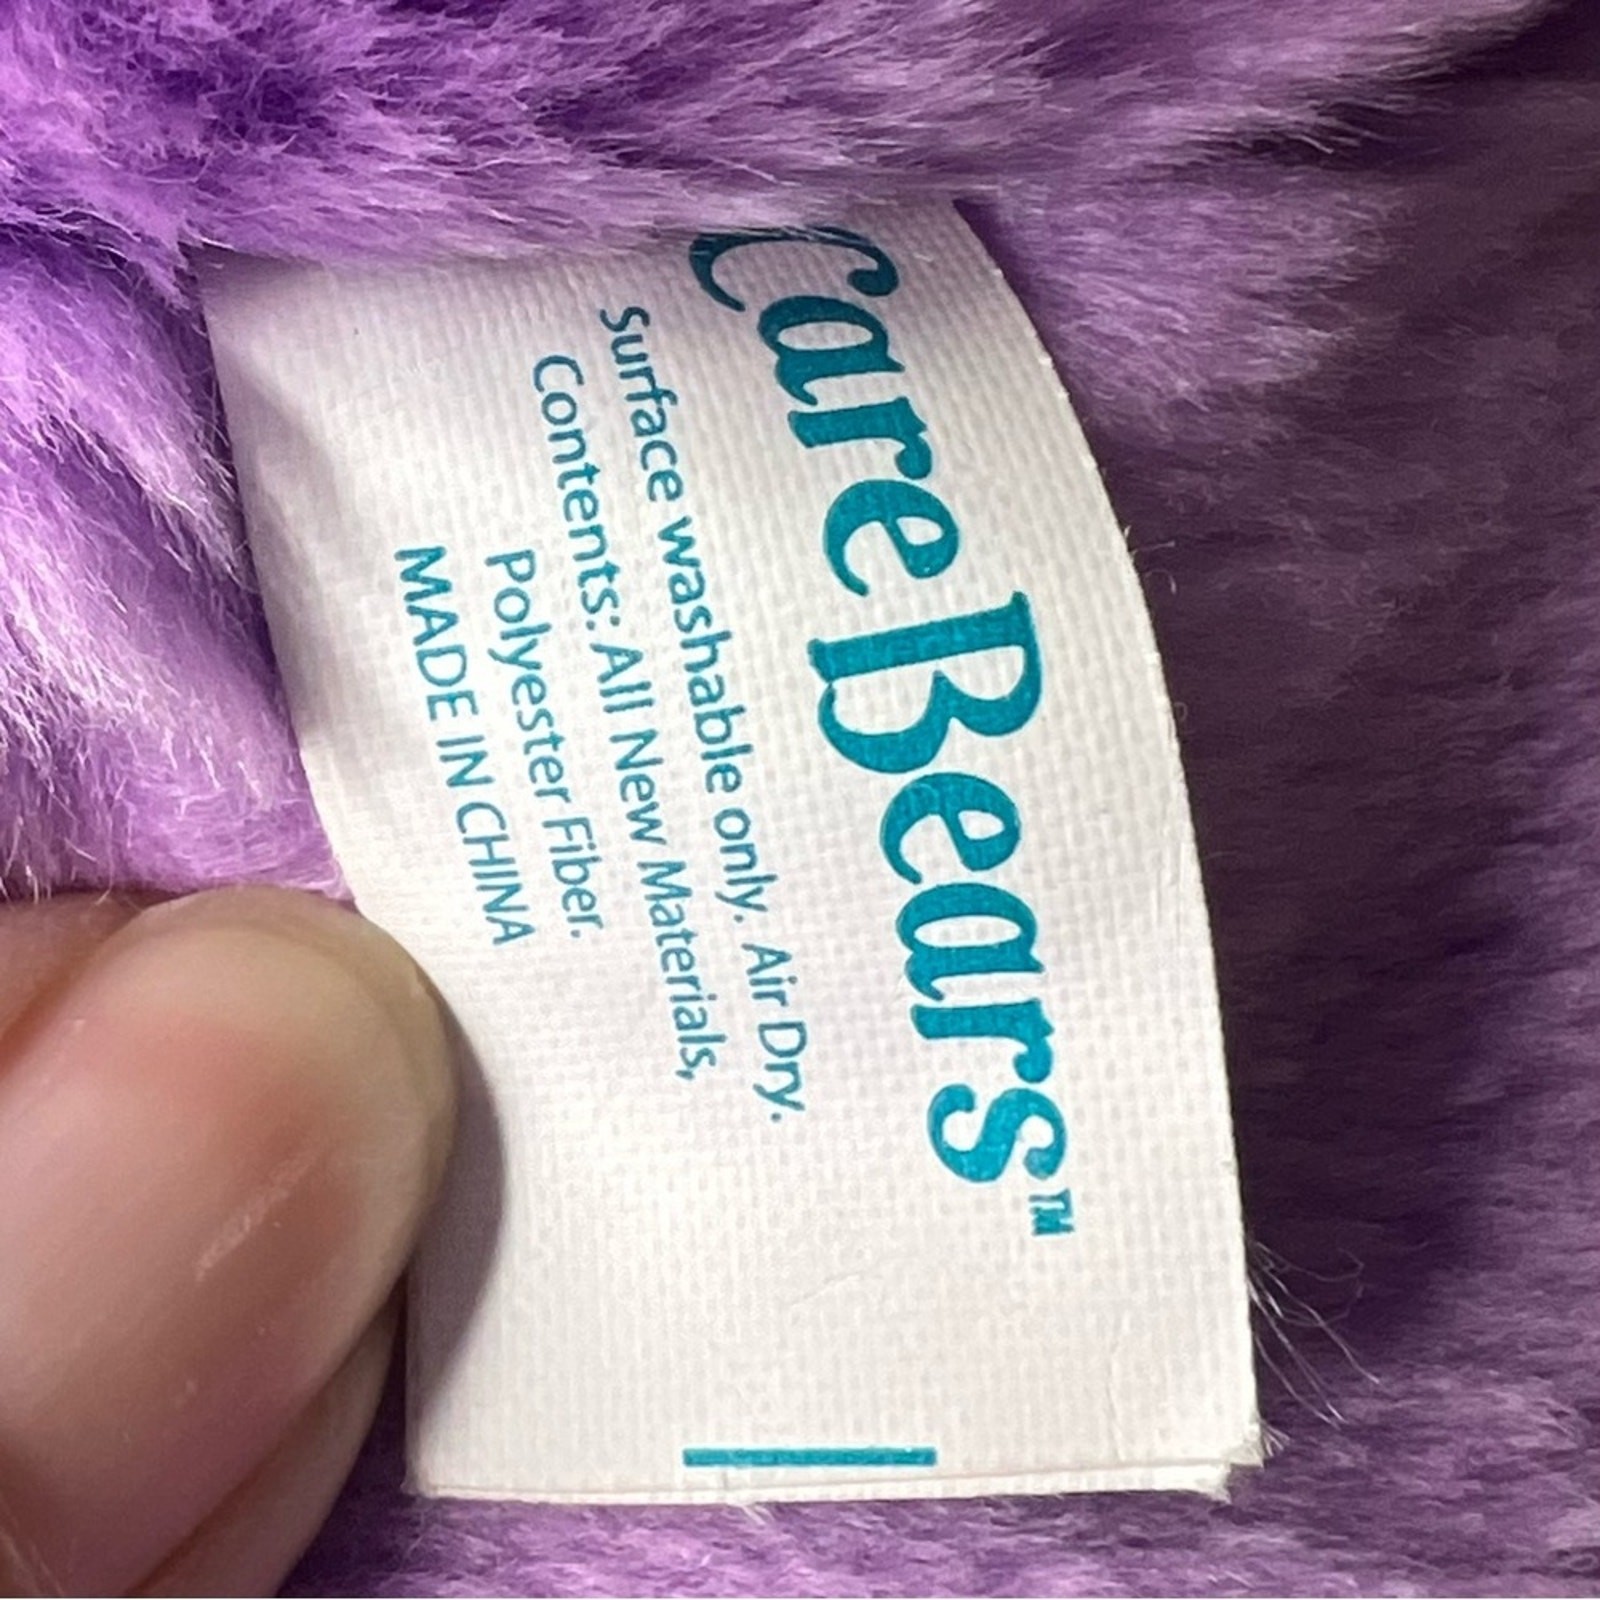 Care Bears™
Surface washable only. Air Dry.
Contents: All New Materials,
Polyester Fiber.
MADE IN CHINA